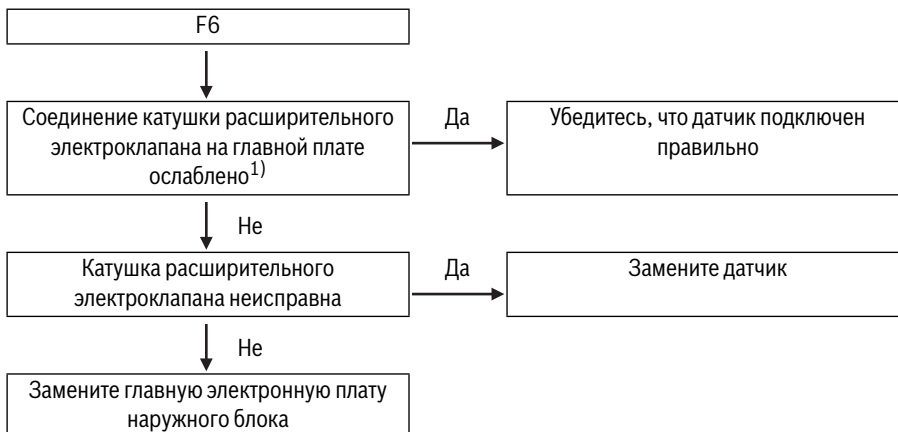 F6
Соединение катушки расширительного
электроклапана на главной плате
ослаблено1)
Да
Убедитесь, что датчик подключен
правильно
Не
Катушка расширительного
электроклапана неисправна
Да
Замените датчик
Не
Замените главную электронную плату
наружного блока